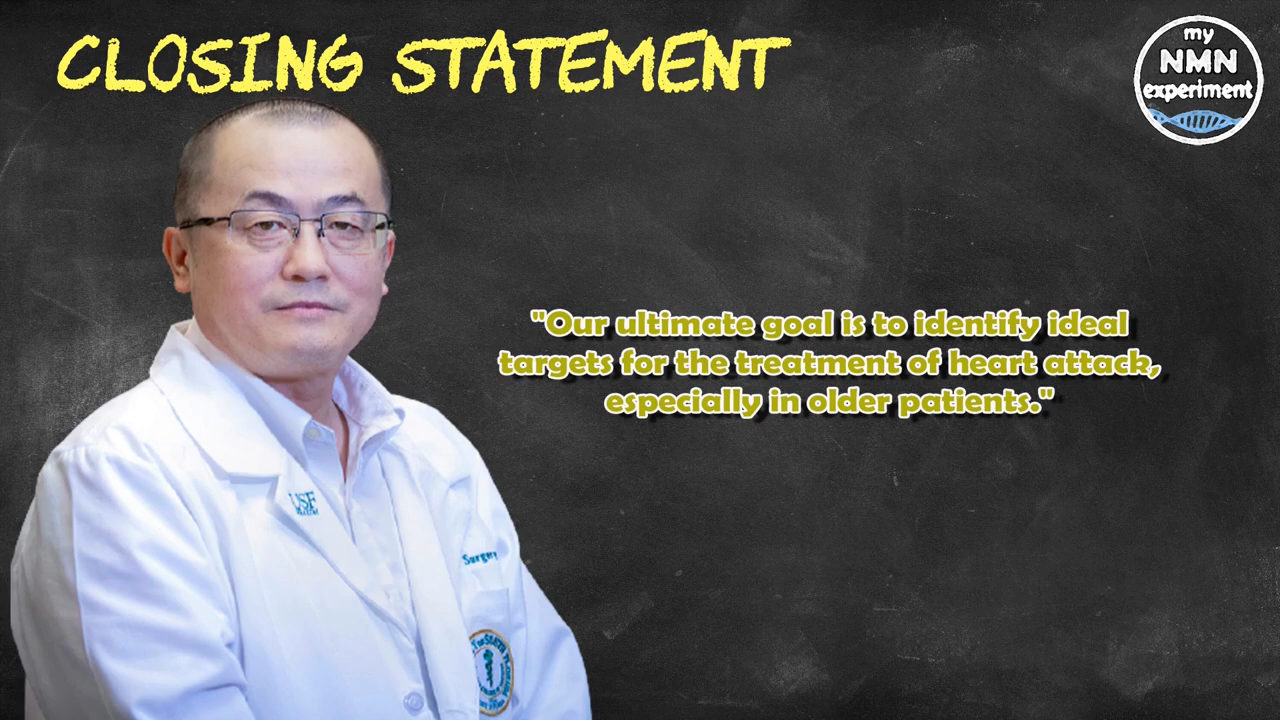 CLOSING STATEMENT
my
NMN
experiment
"Our ultimate goal is to identify ideal
targets for the treatment of heart attack,
especially in older patients."
USF
Surgery